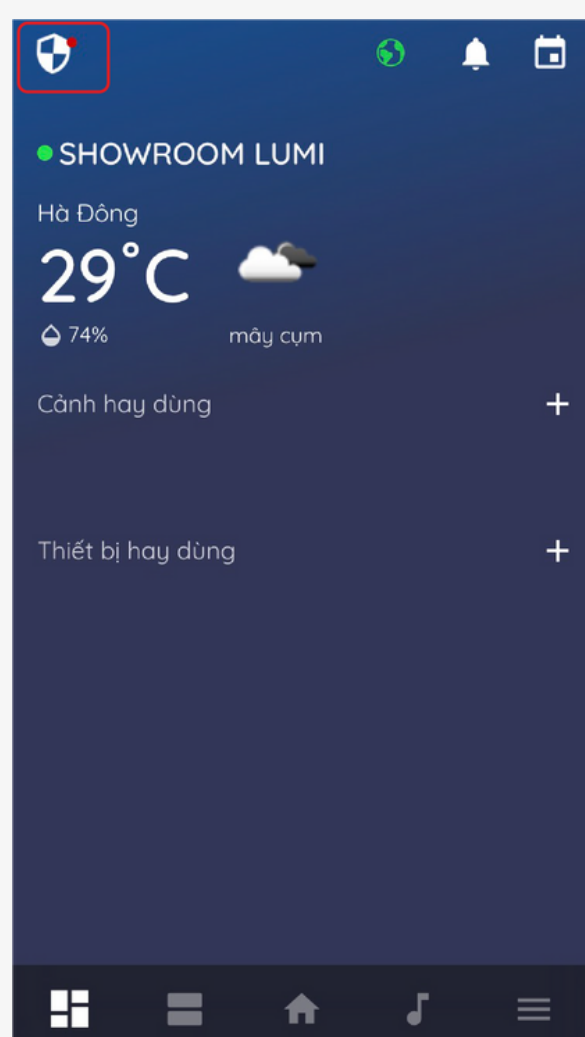 SHOWROOM LUMI
Hà Đông
29°C
74%
mây cụm
Cảnh hay dùng
+
Thiết bị hay dùng
+